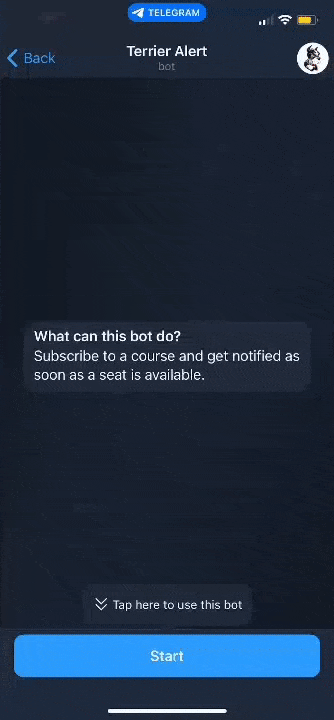 TELEGRAM
Back
Terrier Alert
bot
What can this bot do?
Subscribe to a course and get notified as
soon as a seat is available.
Tap here to use this bot
Start